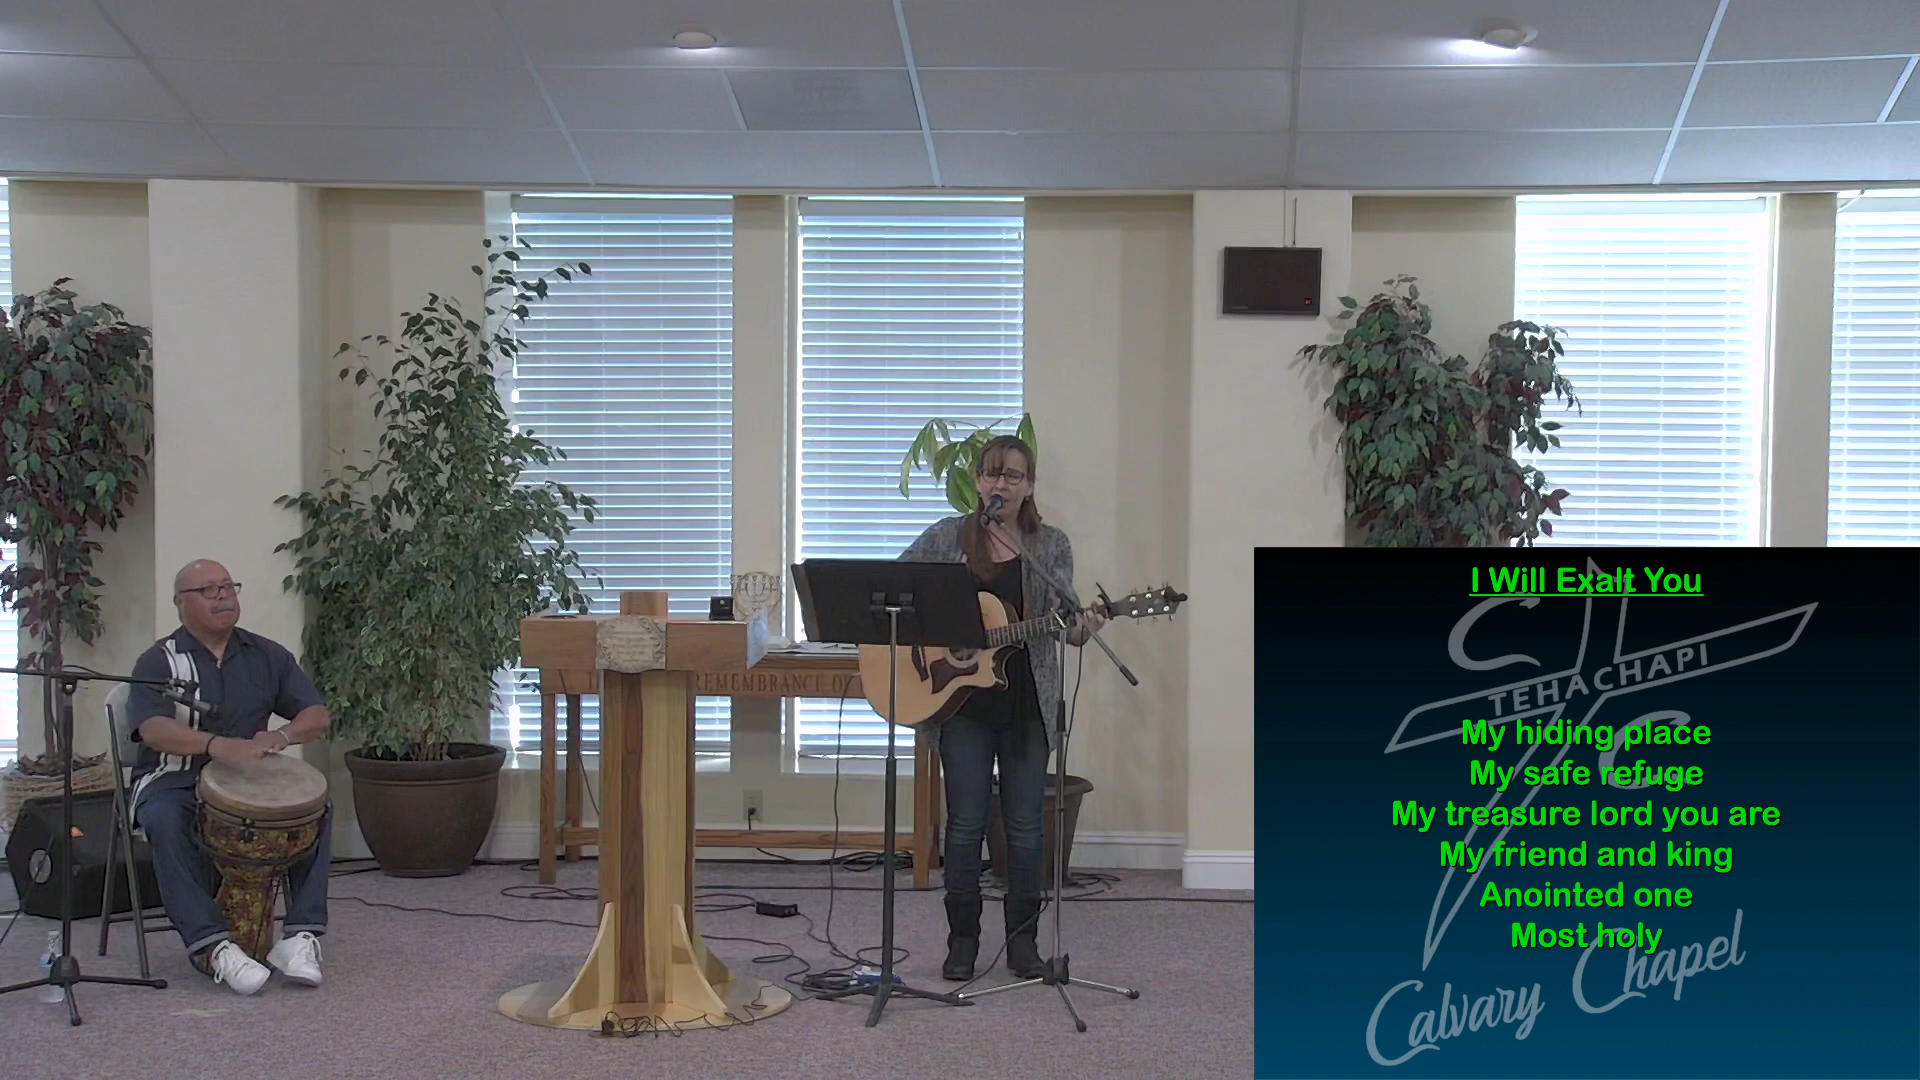 I Will Exalt You
CC
TEHACHAPI
My hiding place
My safe refuge
My treasure lord you are
My friend and king
Anointed one
Most holy
Calvary Chapel
REMEMBRANCE OF